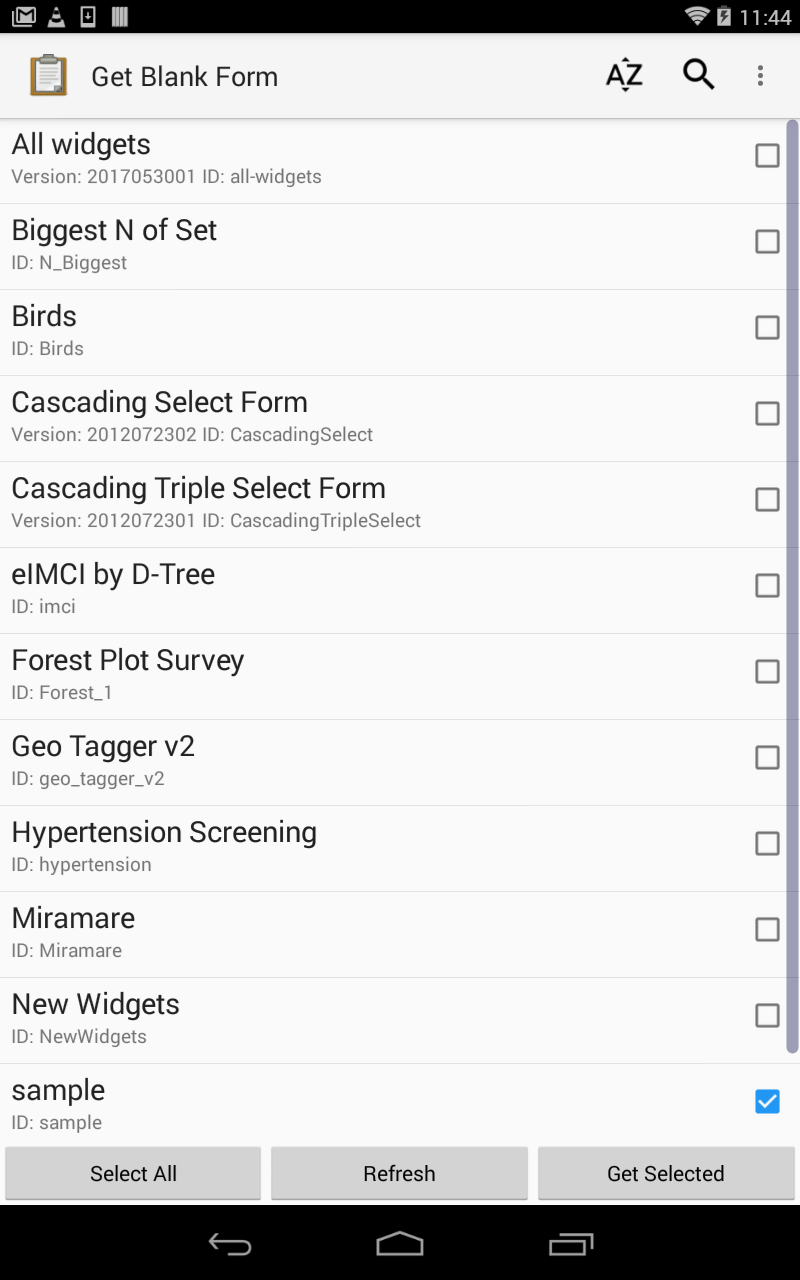 11:44
Get Blank Form
AZ
All widgets
Version: 2017053001 ID: all-widgets
Biggest N of Set
ID: N_Biggest
Birds
ID: Birds
Cascading Select Form
Version: 2012072302 ID: CascadingSelect
Cascading Triple Select Form
Version: 2012072301 ID: CascadingTripleSelect
eIMCI by D-Tree
ID: imci
Forest Plot Survey
ID: Forest_1
Geo Tagger v2
ID: geo_tagger_v2
Hypertension Screening
ID: hypertension
Miramare
ID: Miramare
New Widgets
ID: NewWidgets
sample
ID: sample
Select All
Refresh
Get Selected